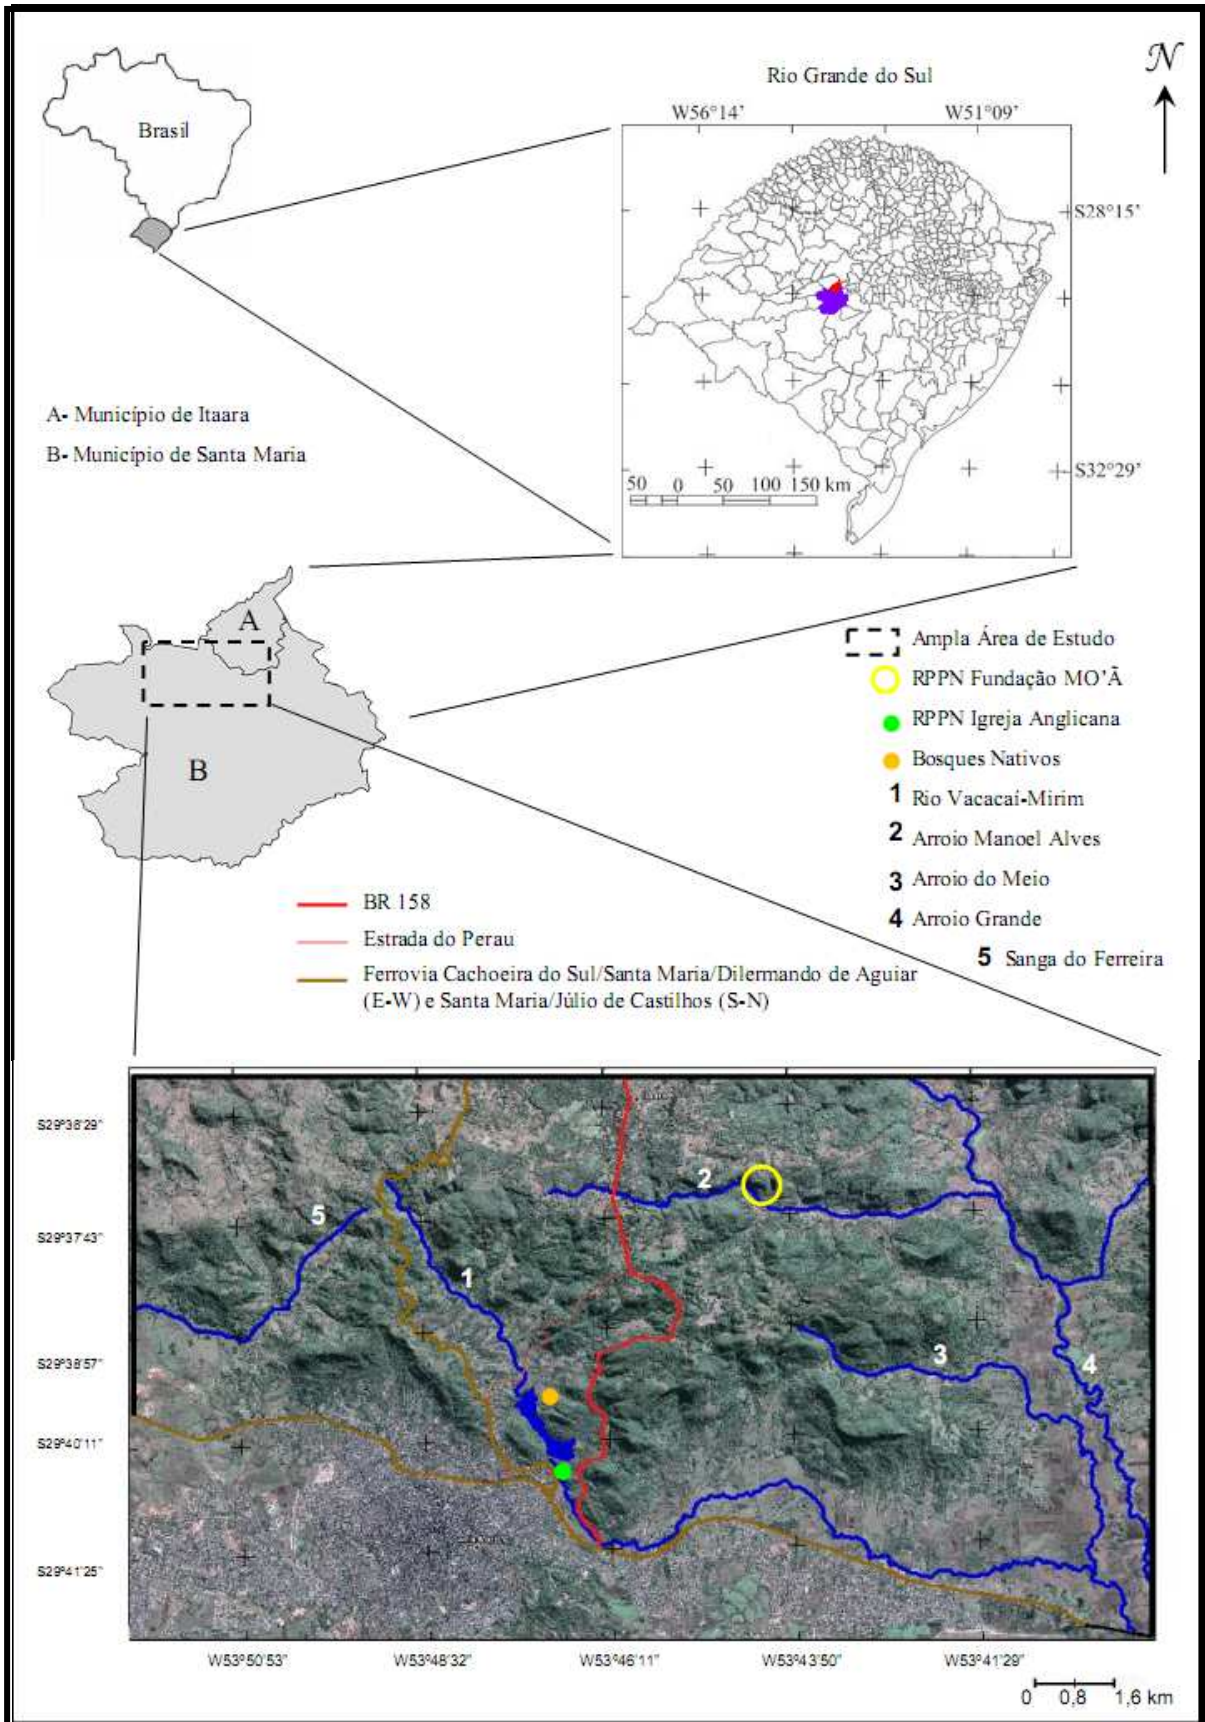 N
Rio Grande do Sul
W56°14’ W51°09’
Brasil
S28°15’
S32°29’
50 0 50 100 150 km
A- Município de Itaara
B- Município de Santa Maria
A
B
Ampla Área de Estudo
RPPN Fundação MO’Ã
RPPN Igreja Anglicana
Bosques Nativos
1 Rio Vacacaí-Mirim
2 Arroio Manoel Alves
3 Arroio do Meio
4 Arroio Grande
5 Sanga do Ferreira
BR 158
Estrada do Perau
Ferrovia Cachoeira do Sul/Santa Maria/Dilermando de Aguiar
(E-W) e Santa Maria/Júlio de Castilhos (S-N)
S29°36'29"
S29°37'43"
S29°38'57"
S29°40'11"
S29°41'25"
2
5
1
3
4
W53°50'53" W53°48'32" W53°46'11" W53°43'50" W53°41'29"
0 0,8 1,6 km